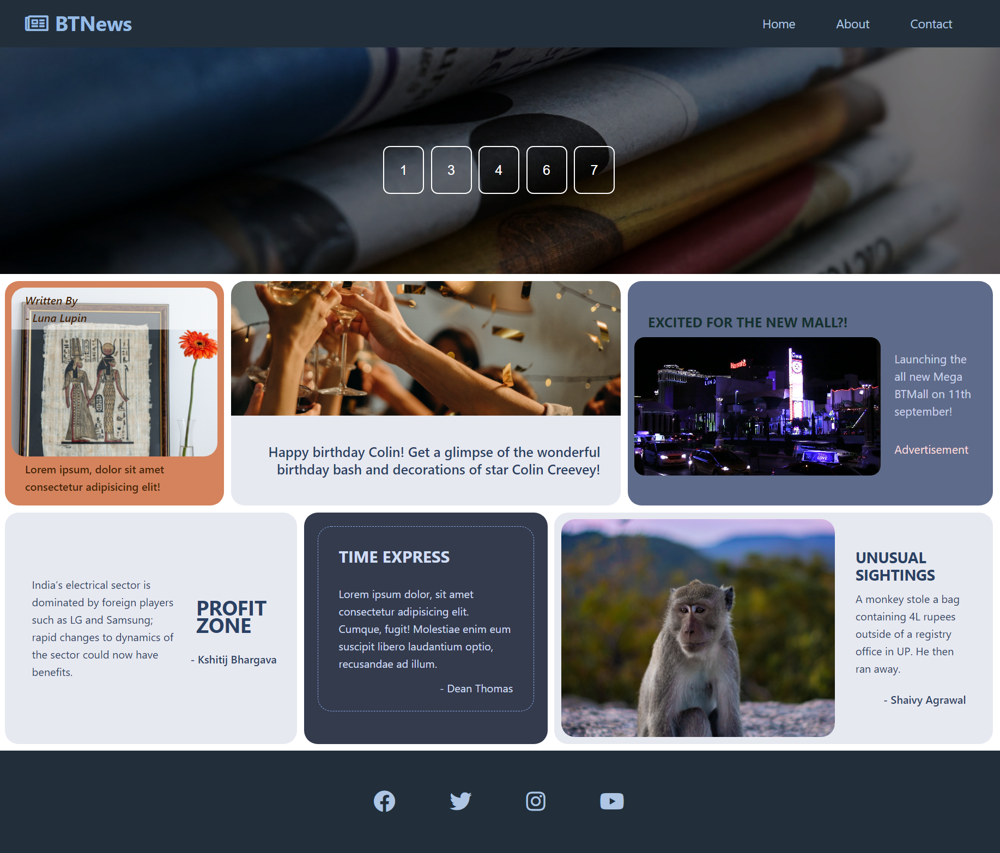 BTNews
Home
About
Contact
1
3
4
6
7
Written By
- Luna Lupin
Lorem ipsum, dolor sit amet
consectetur adipisicing elit!
Happy birthday Colin! Get a glimpse of the wonderful
birthday bash and decorations of star Colin Creevey!
EXCITED FOR THE NEW MALL?!
Harrah's
VENETIAN
LINQ
LINQ
LOVE
Launching the
all new Mega
BTMall on 11th
september!
Advertisement
India's electrical sector is
dominated by foreign players
such as LG and Samsung;
rapid changes to dynamics of
the sector could now have
benefits.
PROFIT
ZONE
- Kshitij Bhargava
TIME EXPRESS
Lorem ipsum dolor, sit amet
consectetur adipisicing elit.
Cumque, fugit! Molestiae enim eum
suscipit libero laudantium optio,
recusandae ad illum.
- Dean Thomas
UNUSUAL
SIGHTINGS
A monkey stole a bag
containing 4L rupees
outside of a registry
office in UP. He then
ran away.
- Shaivy Agrawal